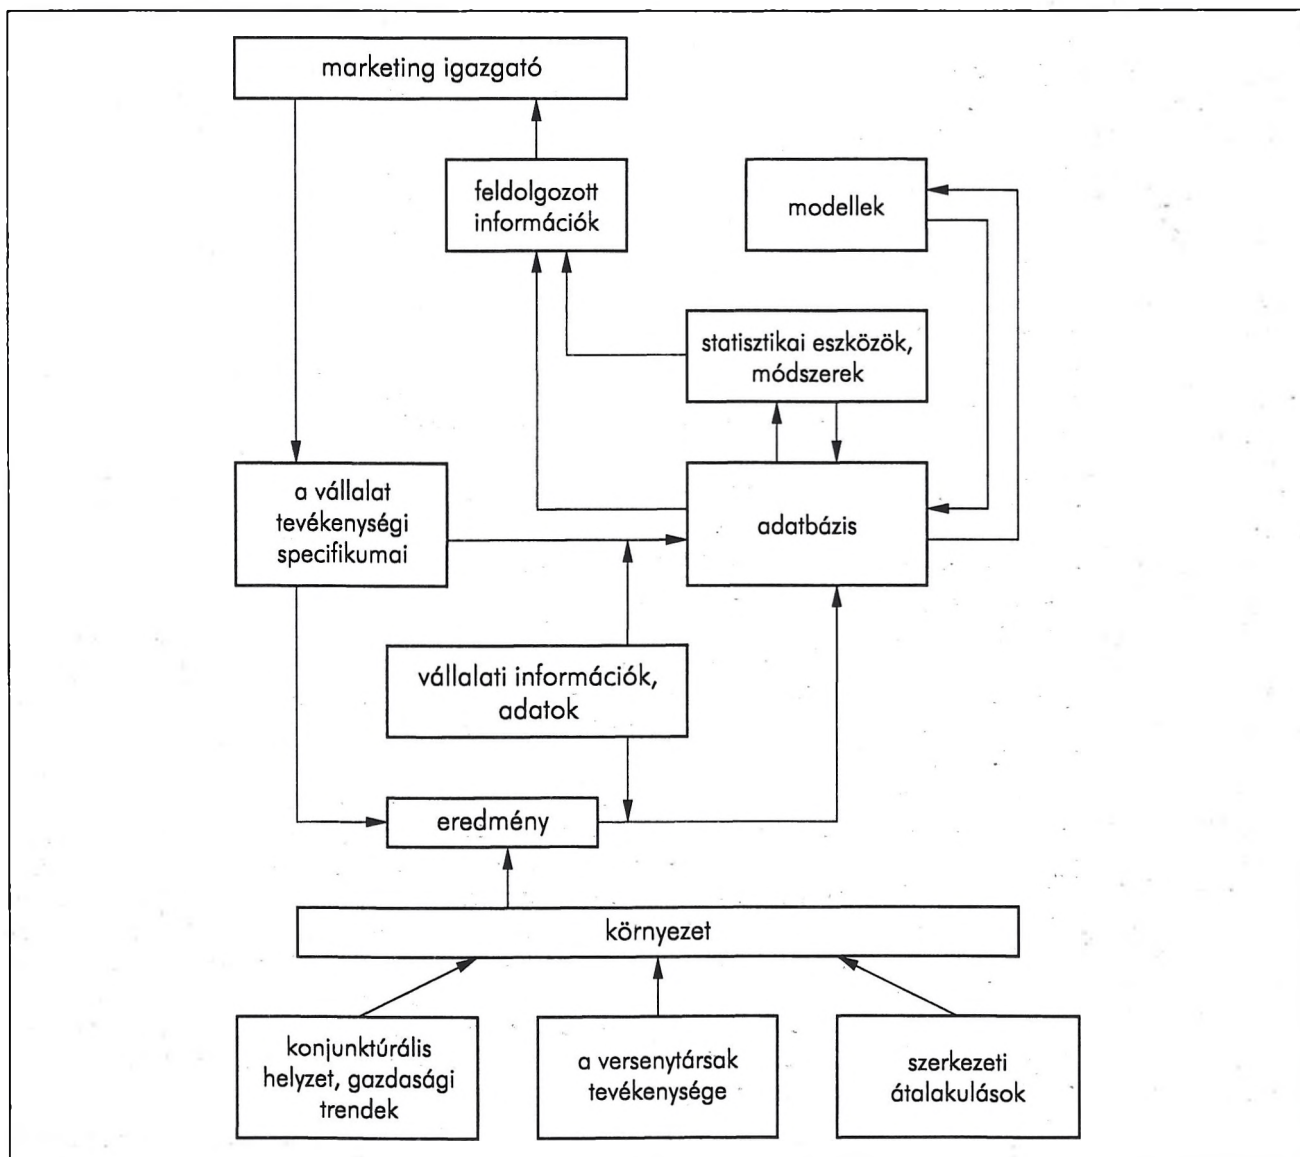 marketing igazgató
feldolgozott
információk
modellek
statisztikai eszközök,
módszerek
a vállalat
tevékenységi
specifikumai
adatbázis
vállalati információk,
adatok
eredmény
környezet
konjunktúrális
helyzet, gazdasági
trendek
a versenytársak
tevékenysége
szerkezeti
átalakulások